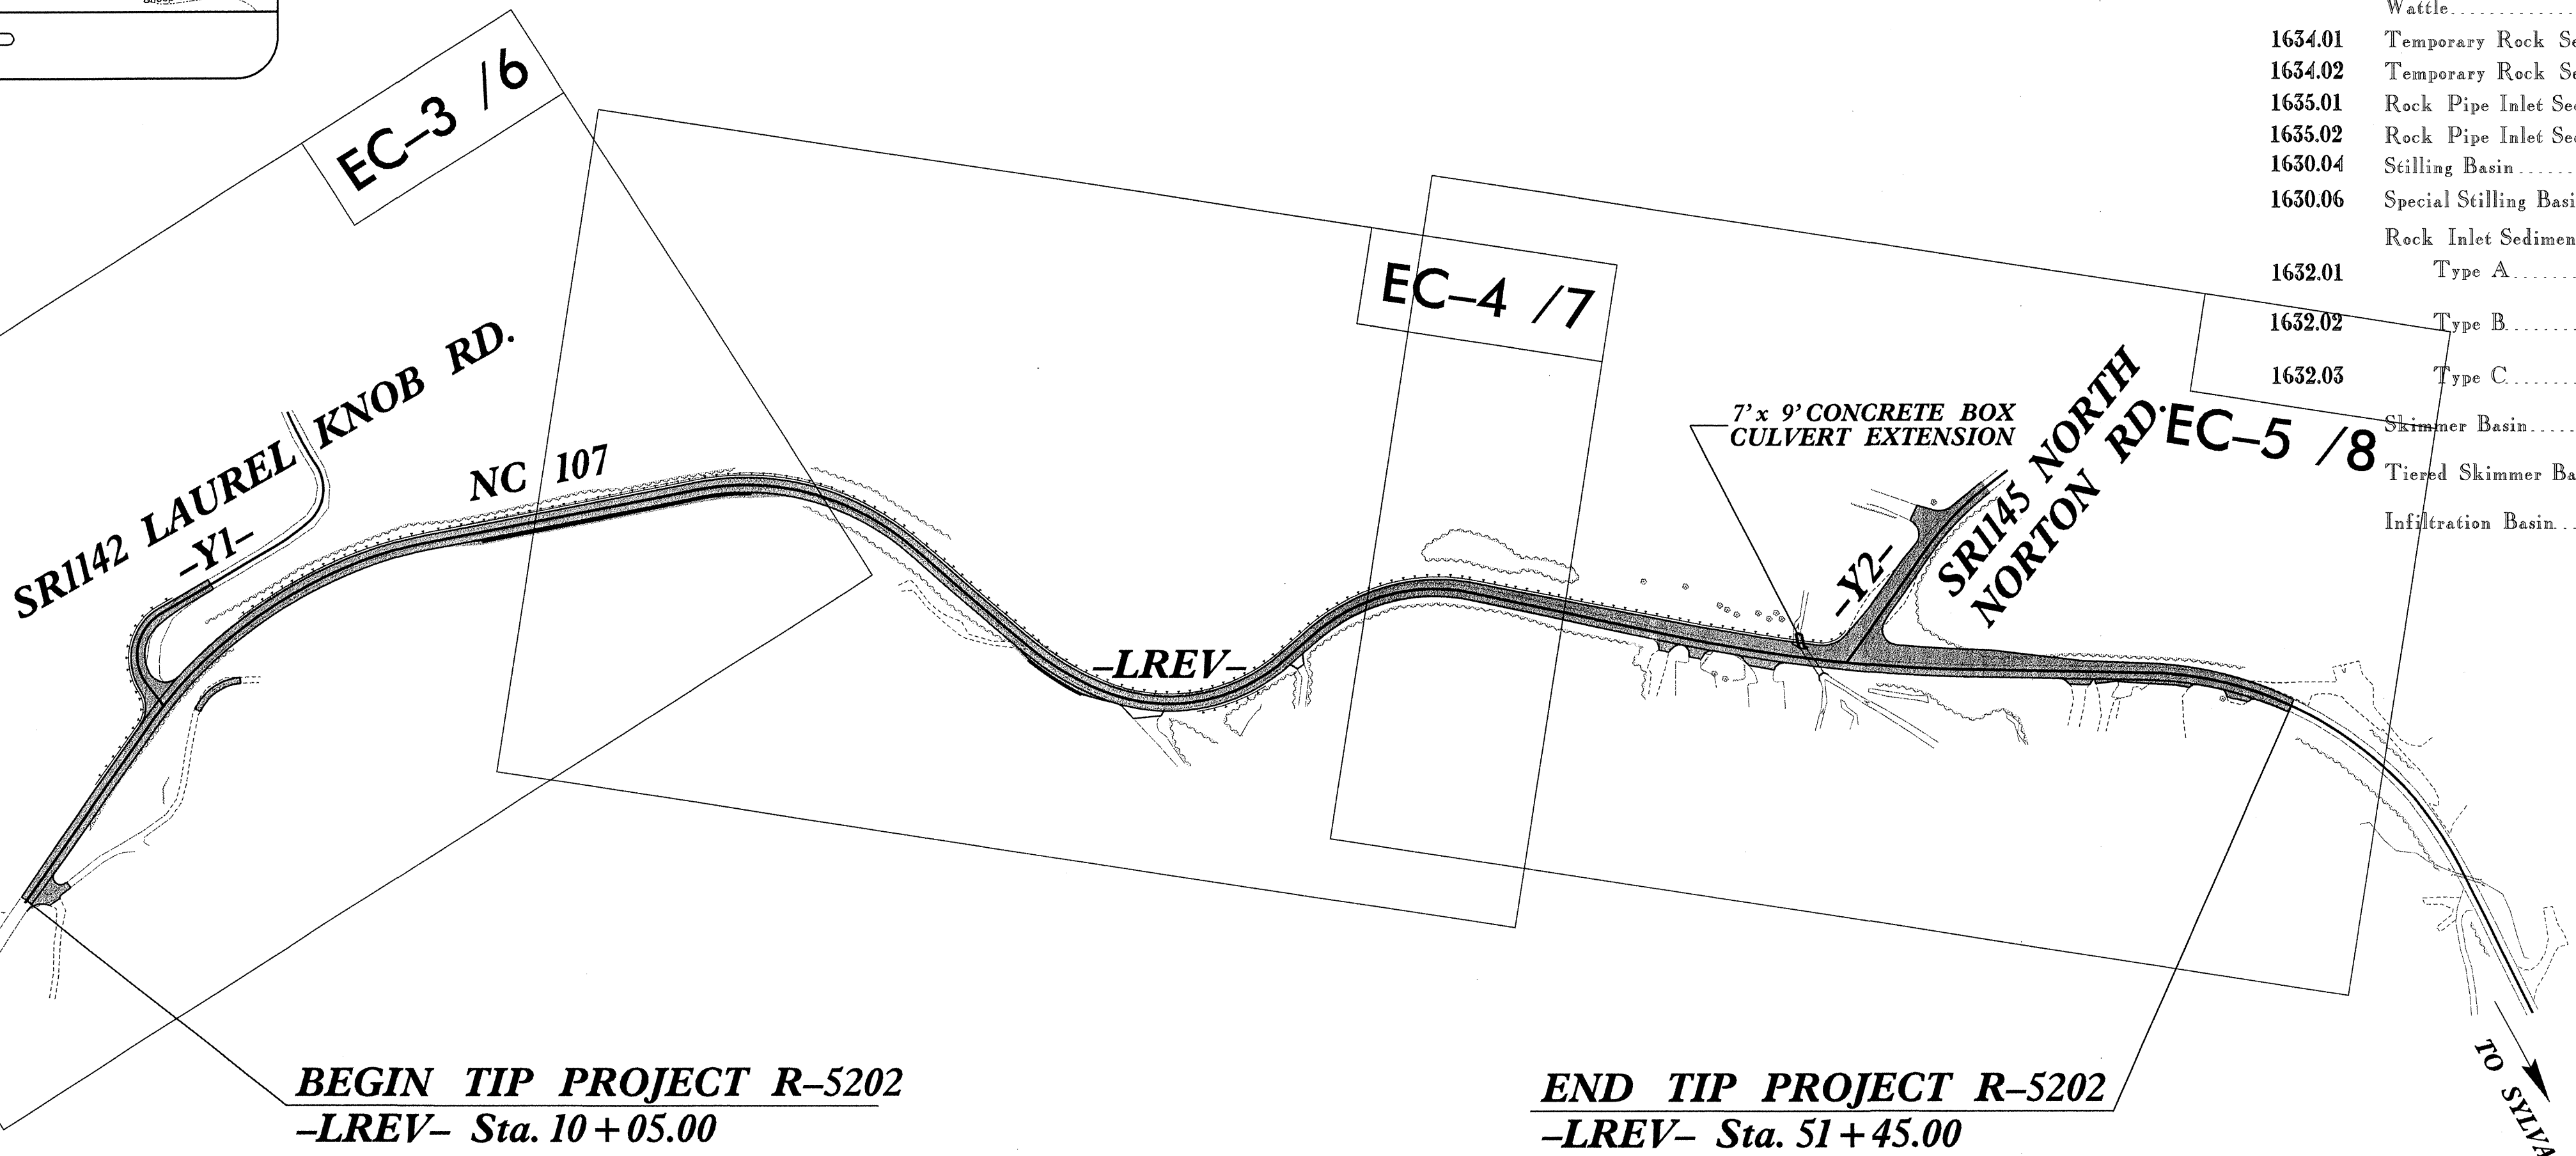 EC–3 /6
EC–4 /7
EC–5 /8
SR1142 LAUREL KNOB RD.
–Y1–
NC 107
–LREV–
7' x 9' CONCRETE BOX
CULVERT EXTENSION
–Y2–
SR1145 NORTH
NORTON RD.
BEGIN TIP PROJECT R–5202
–LREV– Sta. 10 + 05.00
END TIP PROJECT R–5202
–LREV– Sta. 51 + 45.00
TO SYLVA
Wattle
1634.01 Temporary Rock
1634.02 Temporary Rock
1635.01 Rock Pipe Inlet
1635.02 Rock Pipe Inlet
1630.04 Stilling Basin
1630.06 Special Stilling
Rock Inlet
1632.01 Type A
1632.02 Type B
1632.03 Type C
Skimmer Basin
Tiered Skimmer
Infiltration Basin